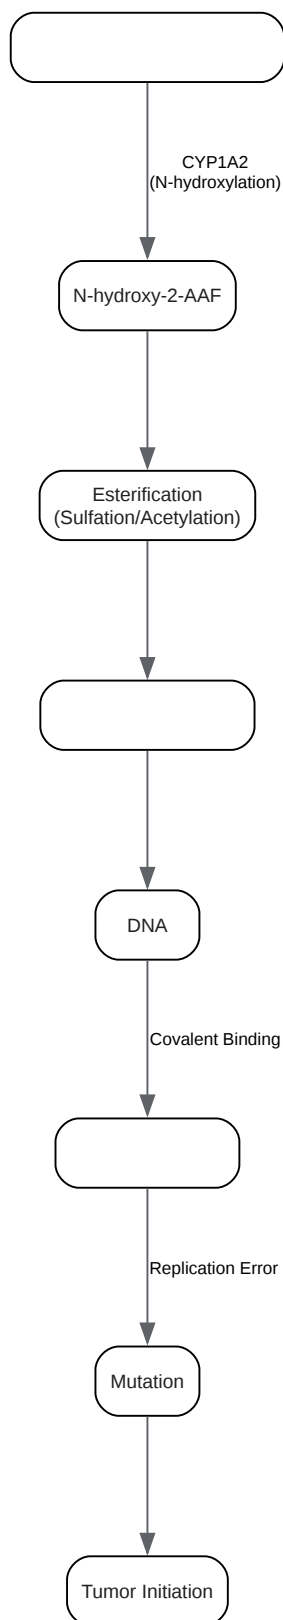 CYP1A2
(N-hydroxylation)
N-hydroxy-2-AAF
Esterification
(Sulfation/Acetylation)
DNA
Covalent Binding
Replication Error
Mutation
Tumor Initiation